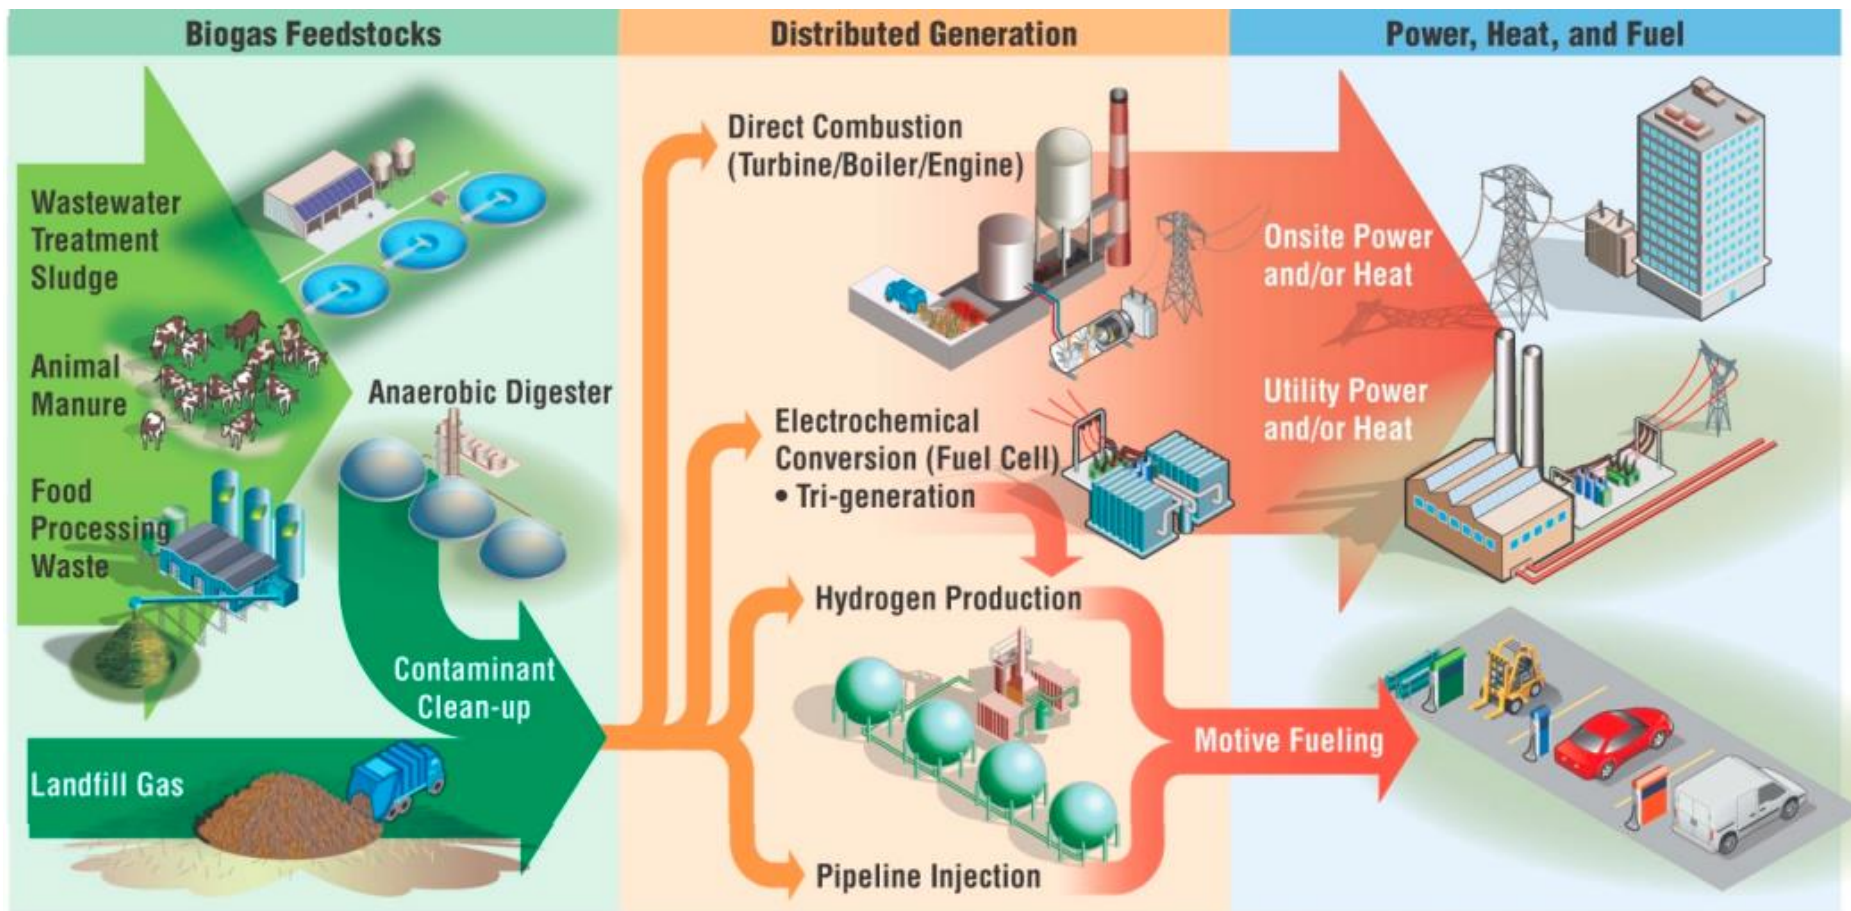 Biogas Feedstocks
Distributed Generation
Power, Heat, and Fuel
Wastewater
Treatment
Sludge
Animal
Manure
Food
Processing
Waste
Anaerobic Digester
Contaminant
Clean-up
Landfill Gas
Direct Combustion
(Turbine/Boiler/Engine)
Electrochemical
Conversion (Fuel Cell)
• Tri-generation
Hydrogen Production
Pipeline Injection
Onsite Power
and/or Heat
Utility Power
and/or Heat
Motive Fueling